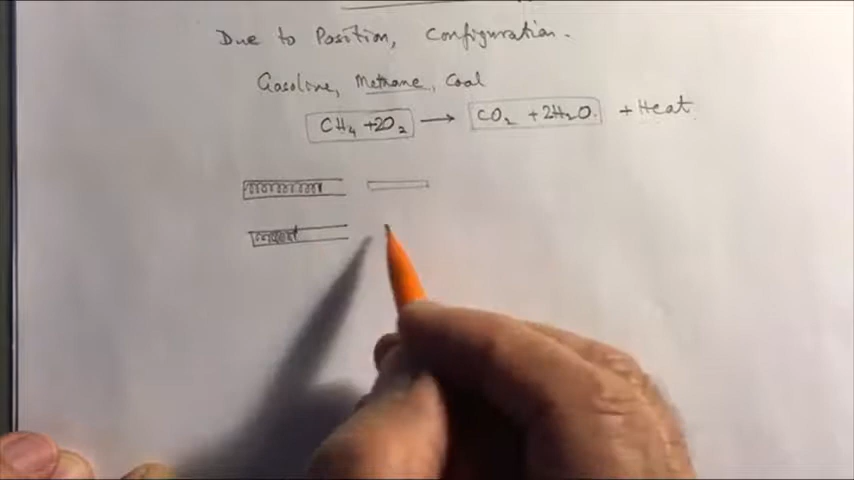 Due to Position, Configuration.
Gasoline, Methane, Coal
CH₄ + 2O₂ → CO₂ + 2H₂O. + Heat